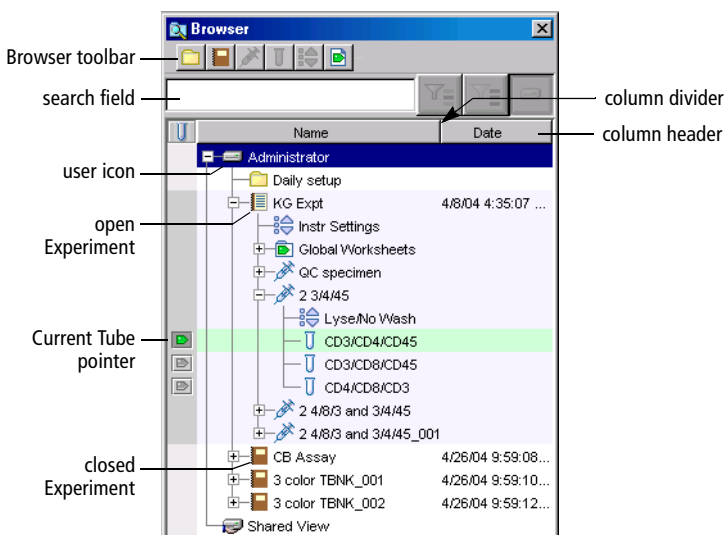 Browser
Browser toolbar
search field
column divider
Name Date
column header
Administrator
user icon
Daily setup
KG Expt 4/8/04 4:35:07 ...
open
Experiment
Instr Settings
Global Worksheets
QC specimen
2 3/4/45
Lyse/No Wash
Current Tube
pointer
CD3/CD4/CD45
CD3/CD8/CD45
CD4/CD8/CD3
2 4/8/3 and 3/4/45
2 4/8/3 and 3/4/45_001
closed
Experiment
CB Assay 4/26/04 9:59:08...
3 color TBNK_001 4/26/04 9:59:10...
3 color TBNK_002 4/26/04 9:59:12...
Shared View